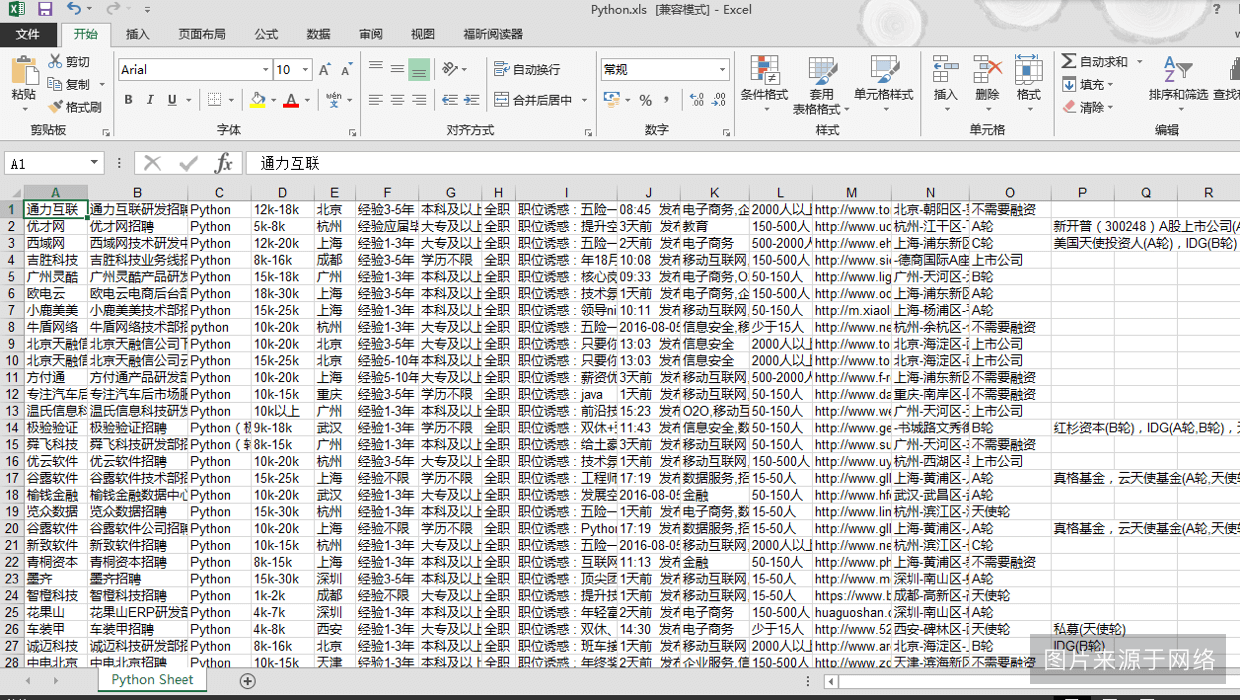 Python.xls [兼容模式] - Excel
?
文件 开始 插入 页面布局 公式 数据 审阅 视图 福昕阅读器
剪切 Arial 10 自动换行 常规 自动求和
粘贴 复制 B I U 合并后居中 % 条件格式 套用 表格格式 单元格样式 插入 删除 格式 填充 排序和筛选
格式刷 清除
剪贴板 字体 对齐方式 数字 样式 单元格 编辑
A1 fx 通力互联
A B C D E F G H I J K L M N O P Q R
1 通力互联 通力互联研发招聘 Python 12k-18k 北京 经验3-5年 本科及以上 全职 职位诱惑：五险一 08:45 发布 电子商务,企 2000人以上 http://www.to 北京-朝阳区- 不需要融资
2 优才网 优才网招聘 Python 5k-8k 杭州 经验应届毕 大专及以上 全职 职位诱惑：提升空 3天前 发布 教育 150-500人 http://www.uc 杭州-江干区- A轮 新开普（300248）A股上市公司(A
3 西域网 西域网技术研发中 Python 12k-20k 上海 经验3-5年 本科及以上 全职 职位诱惑：五险一 2天前 发布 电子商务 500-2000人 http://www.eh 上海-浦东新区 C轮 美国天使投资人(A轮)，IDG(B轮)
4 吉胜科技 吉胜科技业务线招 Python 8k-16k 成都 经验3-5年 学历不限 全职 职位诱惑：年18月 10:08 发布 移动互联网, 150-500人 http://www.sic -德商国际A座 上市公司
5 广州灵酷 广州灵酷产品研发 Python 15k-18k 广州 经验1-3年 本科及以上 全职 职位诱惑：核心岗 09:33 发布 电子商务,O 50-150人 http://www.lig 广州-天河区- B轮
6 欧电云 欧电云电商后台部 Python 18k-30k 上海 经验3-5年 本科及以上 全职 职位诱惑：技术氛 1天前 发布 电子商务,企 150-500人 http://www.oc 上海-浦东新区 A轮
7 小鹿美美 小鹿美美技术部招 Python 15k-25k 上海 经验3-5年 本科及以上 全职 职位诱惑：领导ni 10:11 发布 移动互联网, 50-150人 http://m.xiaol 上海-杨浦区- A轮
8 牛盾网络 牛盾网络技术部招 python 10k-20k 杭州 经验1-3年 大专及以上 全职 职位诱惑：五险一 2016-08-05 信息安全,移 少于15人 http://www.ne 杭州-余杭区- 不需要融资
9 北京天融信 北京天融信公司下 Python 10k-20k 北京 经验3-5年 大专及以上 全职 职位诱惑：只要你 13:03 发布 信息安全 2000人以上 http://www.to 北京-海淀区- 上市公司
10 北京天融信 北京天融信公司云 Python 15k-25k 北京 经验5-10年 本科及以上 全职 职位诱惑：只要你 13:03 发布 信息安全 2000人以上 http://www.to 北京-海淀区- 上市公司
11 方付通 方付通产品研发招 Python 10k-20k 上海 经验5-10年 大专及以上 全职 职位诱惑：薪资优 3天前 发布 移动互联网, 500-2000人 http://www.f-r 上海-浦东新区 不需要融资
12 专注汽车后 专注汽车后市场服 Python 10k-15k 重庆 经验3-5年 学历不限 全职 职位诱惑：java 1天前 发布 移动互联网, 50-150人 http://www.da 重庆-南岸区- 不需要融资
13 温氏信息科 温氏信息科技研发 Python 10k以上 广州 经验1-3年 本科及以上 全职 职位诱惑：前沿技 15:23 发布 O2O,移动互 50-150人 http://www.we 广州-天河区- 上市公司
14 极验验证 极验验证招聘 Python（ 9k-18k 武汉 经验1-3年 学历不限 全职 职位诱惑：双休+ 11:43 发布 信息安全,数 50-150人 http://www.ge -书城路文秀街 B轮 红杉资本(B轮)，IDG(A轮,B轮)，
15 舜飞科技 舜飞科技研发部招 Python（ 8k-15k 广州 经验1-3年 本科及以上 全职 职位诱惑：给土豪 3天前 发布 移动互联网, 50-150人 http://www.su 广州-天河区- 不需要融资
16 优云软件 优云软件招聘 Python 10k-20k 杭州 经验3-5年 大专及以上 全职 职位诱惑：技术氛 1天前 发布 移动互联网, 150-500人 http://www.uy 杭州-西湖区- 上市公司
17 谷露软件 谷露软件技术部招 Python 15k-25k 上海 经验不限 学历不限 全职 职位诱惑：工程师 17:19 发布 数据服务,招 15-50人 http://www.gll 上海-黄浦区- A轮 真格基金，云天使基金(A轮,天使轮
18 榆钱金融 榆钱金融数据中心 Python 10k-20k 武汉 经验1-3年 本科及以上 全职 职位诱惑：发展空 2016-08-05 金融 50-150人 http://www.hfe 武汉-武昌区- A轮
19 览众数据 览众数据招聘 Python 15k-30k 杭州 经验1-3年 本科及以上 全职 职位诱惑：五险一 1天前 发布 电子商务,数 50-150人 http://www.lin 杭州-滨江区- 天使轮
20 谷露软件 谷露软件公司招聘 Python 10k-20k 上海 经验不限 学历不限 全职 职位诱惑：Pytho 17:19 发布 数据服务,招 15-50人 http://www.gll 上海-黄浦区- A轮 真格基金，云天使基金(A轮,天使轮
21 新致软件 新致软件招聘 Python 10k-15k 杭州 经验1-3年 大专及以上 全职 职位诱惑：五险一 2016-08-05 移动互联网, 2000人以上 http://www.ne 杭州-滨江区- C轮
22 青桐资本 青桐资本招聘 Python 8k-15k 上海 经验1-3年 本科及以上 全职 职位诱惑：互联网 11:13 发布 金融 50-150人 http://www.ph 上海-黄浦区- 不需要融资
23 墨齐 墨齐招聘 Python 15k-30k 深圳 经验3-5年 本科及以上 全职 职位诱惑：顶尖团 1天前 发布 移动互联网, 15-50人 http://www.m 深圳-南山区- A轮
24 智橙科技 智橙科技招聘 Python 1k-2k 成都 经验不限 大专及以上 全职 职位诱惑：提升技 1天前 发布 移动互联网, 15-50人 https://www.b 成都-高新区- 天使轮
25 花果山 花果山ERP研发部 Python 4k-7k 深圳 经验1-3年 本科及以上 全职 职位诱惑：年轻富 2天前 发布 电子商务 150-500人 huaguoshan.c 深圳-南山区- A轮
26 车装甲 车装甲招聘 Python 4k-8k 西安 经验1-3年 大专及以上 全职 职位诱惑：双休、 14:30 发布 电子商务 少于15人 http://www.52 西安-碑林区- 天使轮 私募(天使轮)
27 诚迈科技 诚迈科技研发部招 Python 8k-16k 北京 经验1-3年 本科及以上 全职 职位诱惑：班车接 1天前 发布 移动互联网, 2000人以上 http://www.ar 北京-海淀区- B轮 IDG(B轮)
28 中电北京 中电北京招聘 Python 10k-15k 天津 经验1-3年 本科及以上 全职 职位诱惑：年终奖 2天前 发布 企业服务,信 150-500人 http://www.zc 天津-滨海新区 不需要融资
图片来源于网络
Python Sheet